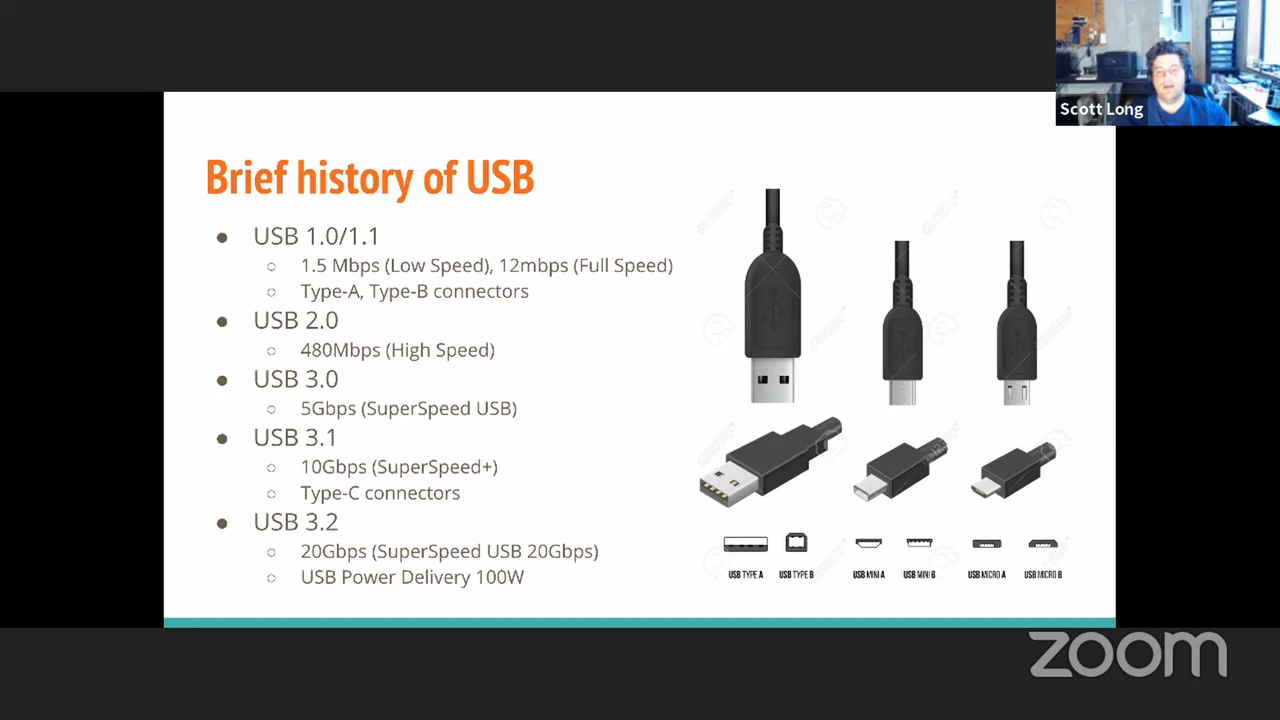 Scott Long
Brief history of USB
● USB 1.0/1.1
○ 1.5 Mbps (Low Speed), 12mbps (Full Speed)
○ Type-A, Type-B connectors
● USB 2.0
○ 480Mbps (High Speed)
● USB 3.0
○ 5Gbps (SuperSpeed USB)
● USB 3.1
○ 10Gbps (SuperSpeed+)
○ Type-C connectors
● USB 3.2
○ 20Gbps (SuperSpeed USB 20Gbps)
○ USB Power Delivery 100W
USB TYPE A
USB TYPE B
USB MINI A
USB MINI B
USB MICRO A
USB MICRO B
zoom